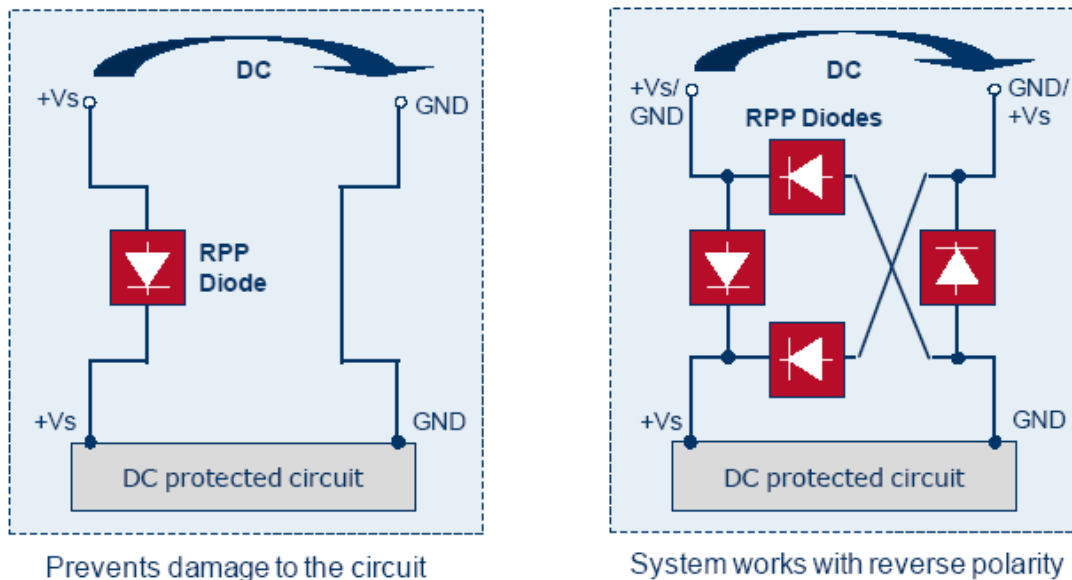 DC
+Vs
GND
RPP
Diode
+Vs
GND
DC protected circuit
Prevents damage to the circuit
DC
+Vs/
GND
GND/
+Vs
RPP Diodes
+Vs
GND
DC protected circuit
System works with reverse polarity